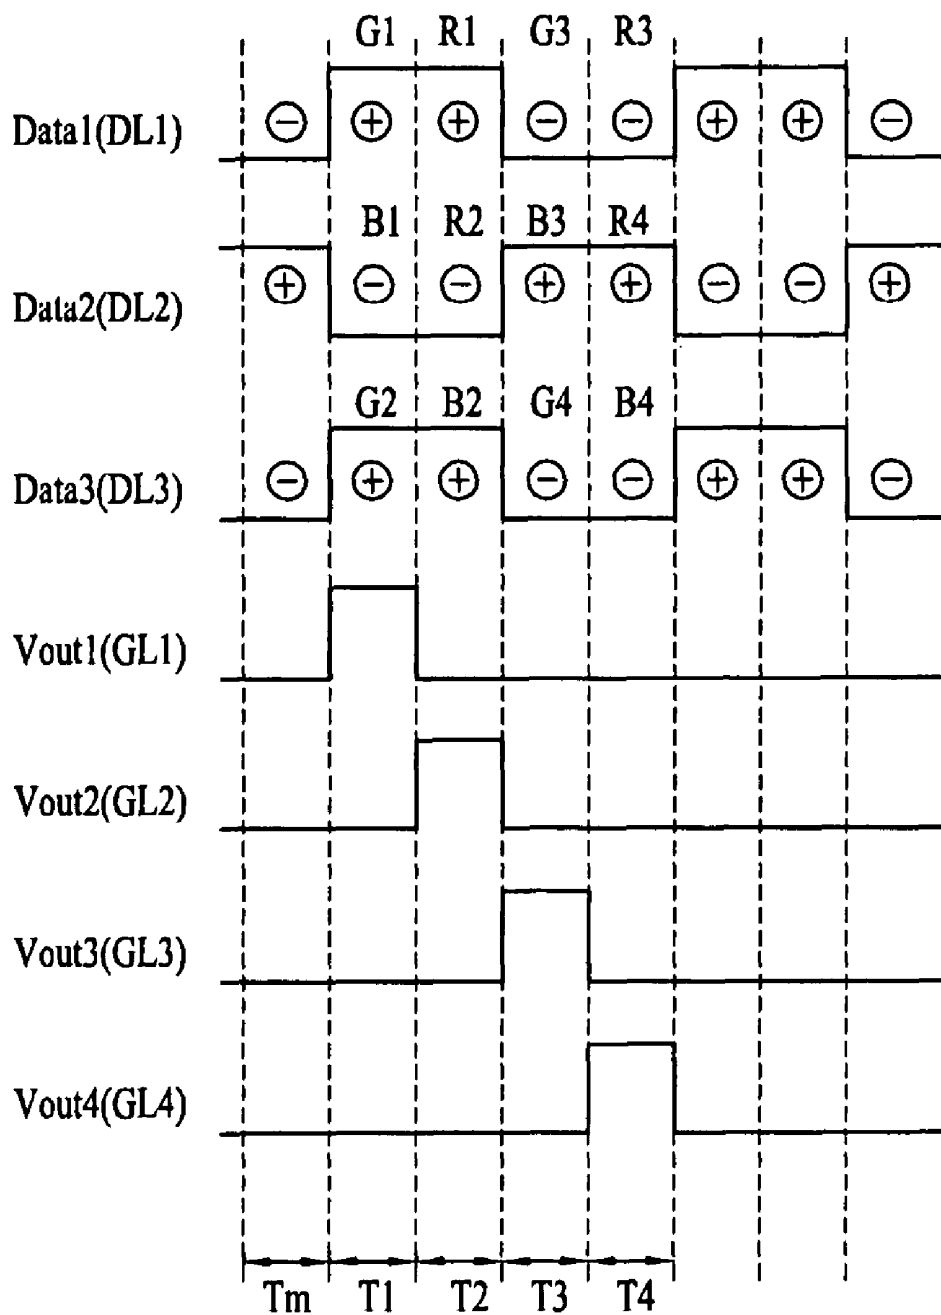 G1 R1 G3 R3
Data1(DL1) − + + − − + + −
B1 R2 B3 R4
Data2(DL2) + − − + + − − +
G2 B2 G4 B4
Data3(DL3) − + + − − + + −
Vout1(GL1)
Vout2(GL2)
Vout3(GL3)
Vout4(GL4)
Tm T1 T2 T3 T4